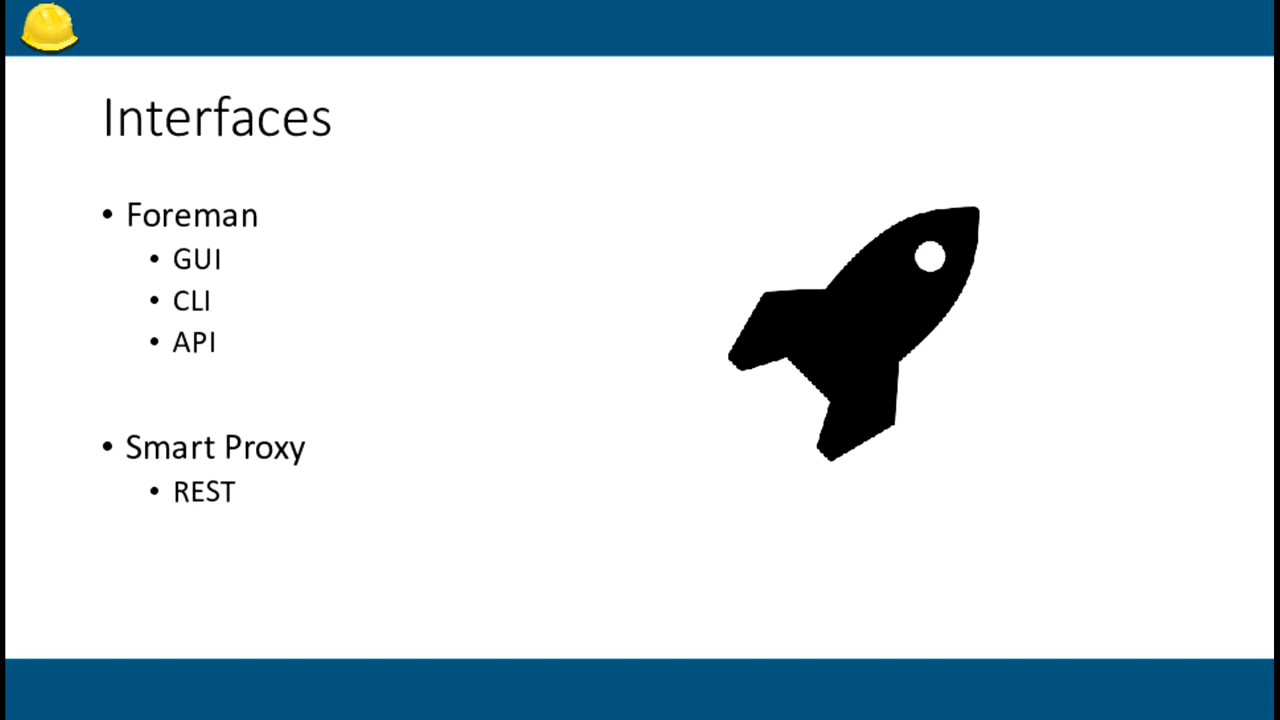 Interfaces
• Foreman
• GUI
• CLI
• API
• Smart Proxy
• REST